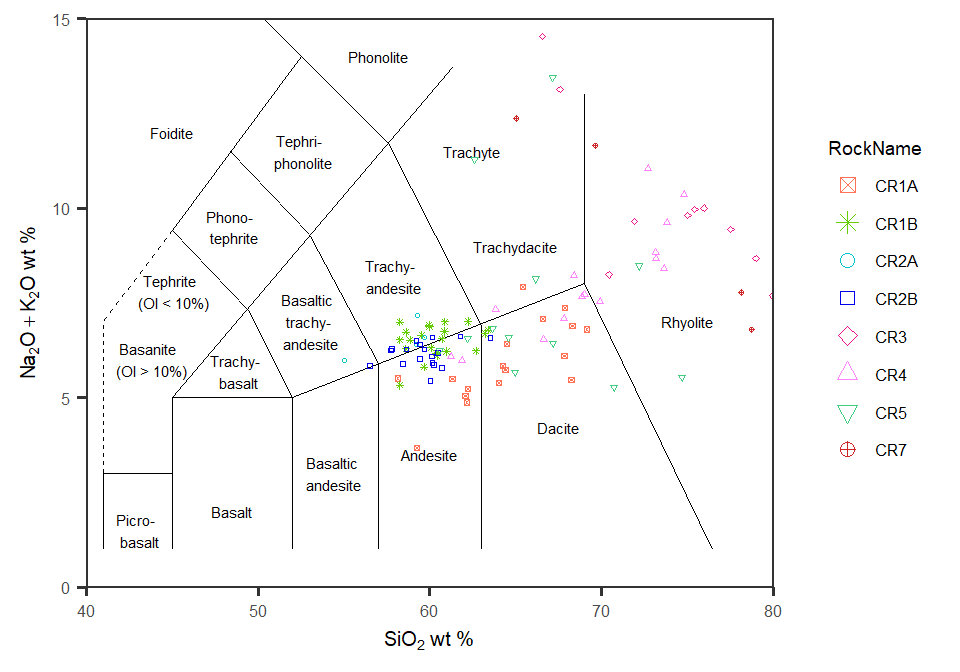 15
10
5
0
40
50
60
70
80
Na₂O + K₂O wt %
SiO₂ wt %
Phonolite
Foidite
Tephri-
phonolite
Trachyte
Phono-
tephrite
Trachydacite
Trachy-
andesite
Tephrite
(Ol < 10%)
Basaltic
trachy-
andesite
Rhyolite
Basanite
(Ol > 10%)
Trachy-
basalt
Dacite
Andesite
Basaltic
andesite
Basalt
Picro-
basalt
RockName
CR1A
CR1B
CR2A
CR2B
CR3
CR4
CR5
CR7